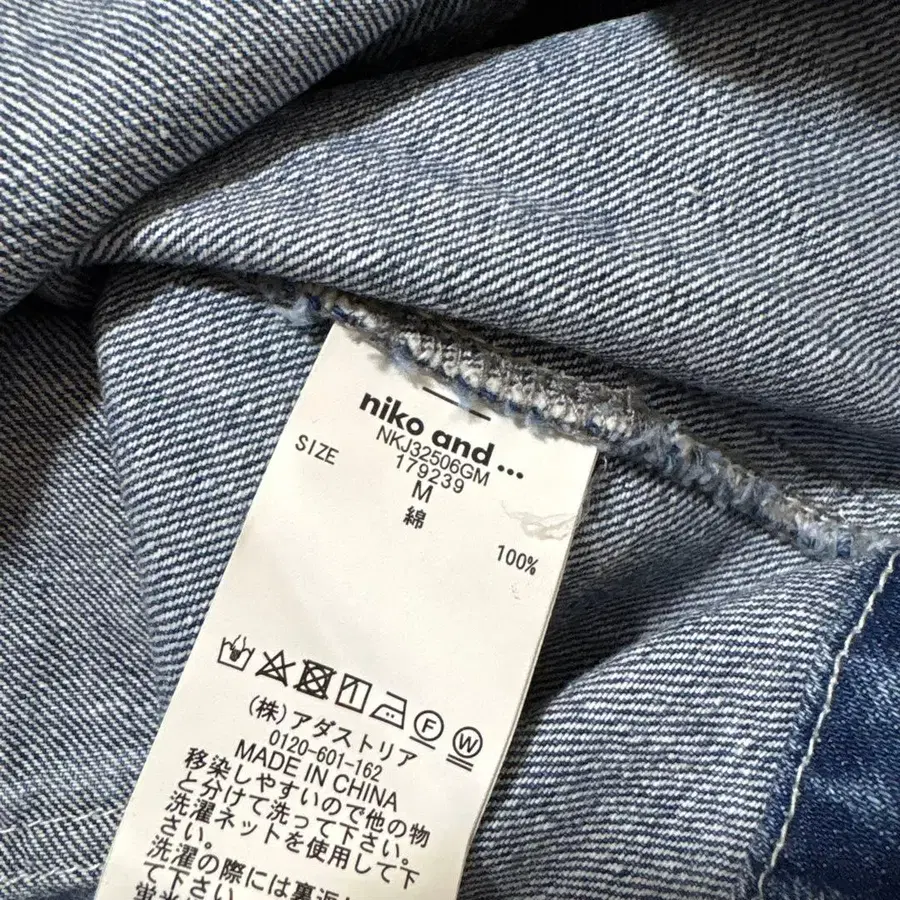 niko and ...
NKJ32506GM
179239
SIZE M
綿
100%
F W
(株)アダストリア
0120-601-162
MADE IN CHINA
移染しやすいので他の物
と分けて洗って下さい。
洗濯ネットを使用して下
さい。
洗濯の際には裏返
て下さい
蛍光